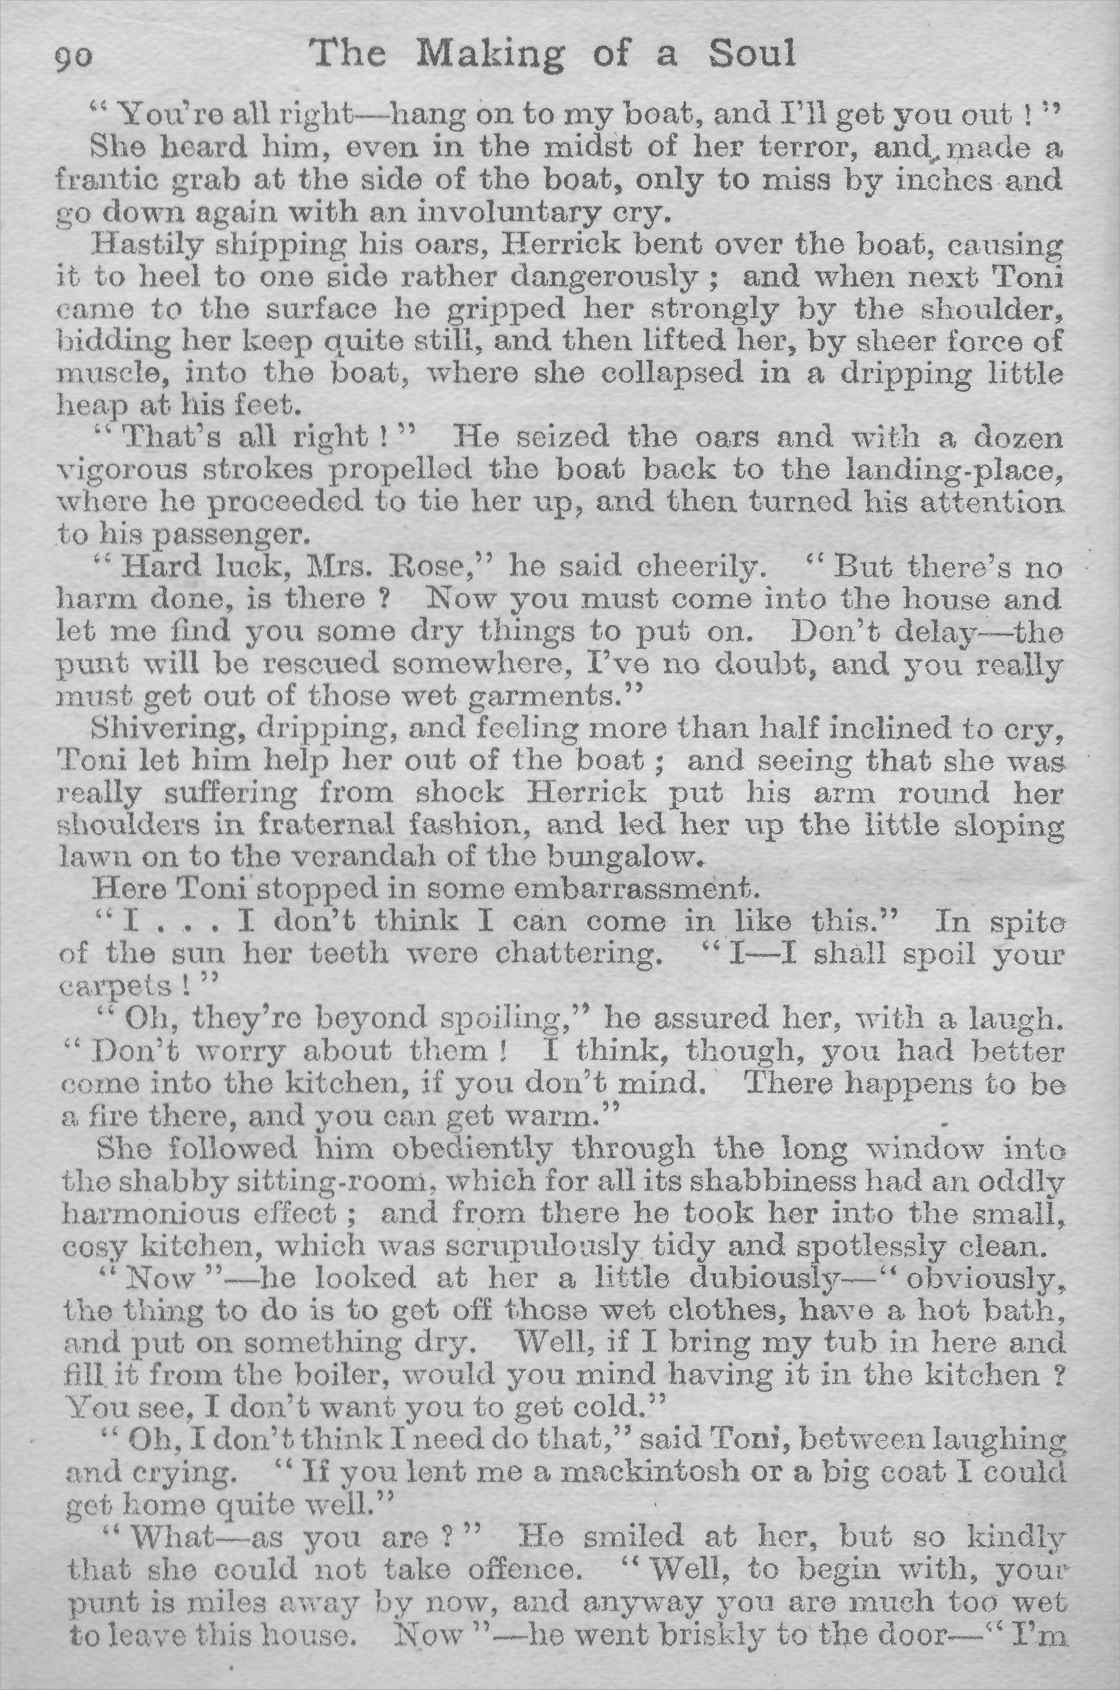 90 The Making of a Soul
“ You’re all right—hang on to my boat, and I’ll get you out ! ”
She heard him, even in the midst of her terror, and made a
frantic grab at the side of the boat, only to miss by inches and
go down again with an involuntary cry.
Hastily shipping his oars, Herrick bent over the boat, causing
it to heel to one side rather dangerously ; and when next Toni
came to the surface he gripped her strongly by the shoulder,
bidding her keep quite still, and then lifted her, by sheer force of
muscle, into the boat, where she collapsed in a dripping little
heap at his feet.
“ That’s all right ! ” He seized the oars and with a dozen
vigorous strokes propelled the boat back to the landing-place,
where he proceeded to tie her up, and then turned his attention
to his passenger.
“ Hard luck, Mrs. Rose,” he said cheerily. “ But there’s no
harm done, is there ? Now you must come into the house and
let me find you some dry things to put on. Don’t delay—the
punt will be rescued somewhere, I’ve no doubt, and you really
must get out of those wet garments.”
Shivering, dripping, and feeling more than half inclined to cry,
Toni let him help her out of the boat ; and seeing that she was
really suffering from shock Herrick put his arm round her
shoulders in fraternal fashion, and led her up the little sloping
lawn on to the verandah of the bungalow.
Here Toni stopped in some embarrassment.
“ I . . . I don’t think I can come in like this.” In spite
of the sun her teeth were chattering. “ I—I shall spoil your
carpets ! ”
“ Oh, they’re beyond spoiling,” he assured her, with a laugh.
“ Don’t worry about them ! I think, though, you had better
come into the kitchen, if you don’t mind. There happens to be
a fire there, and you can get warm.”
She followed him obediently through the long window into
the shabby sitting-room, which for all its shabbiness had an oddly
harmonious effect ; and from there he took her into the small,
cosy kitchen, which was scrupulously tidy and spotlessly clean.
“ Now ”—he looked at her a little dubiously—“ obviously,
the thing to do is to get off those wet clothes, have a hot bath,
and put on something dry. Well, if I bring my tub in here and
fill it from the boiler, would you mind having it in the kitchen ?
You see, I don’t want you to get cold.”
“ Oh, I don’t think I need do that,” said Toni, between laughing
and crying. “ If you lent me a mackintosh or a big coat I could
get home quite well.”
“ What—as you are ? ” He smiled at her, but so kindly
that she could not take offence. “ Well, to begin with, your
punt is miles away by now, and anyway you are much too wet
to leave this house. Now ”—he went briskly to the door—“ I’m